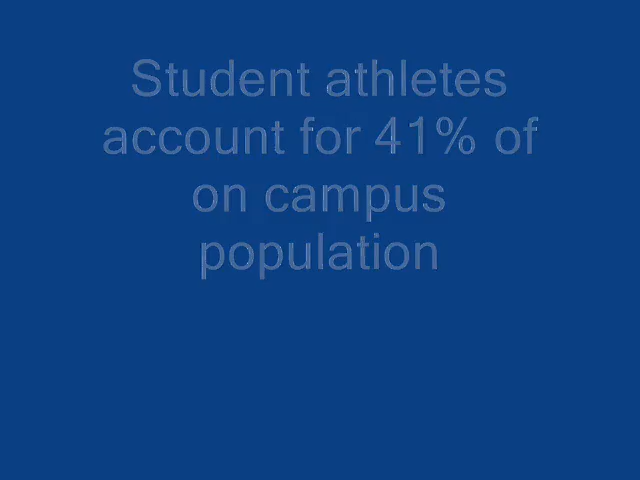 Student athletes
account for 41% of
on campus
population